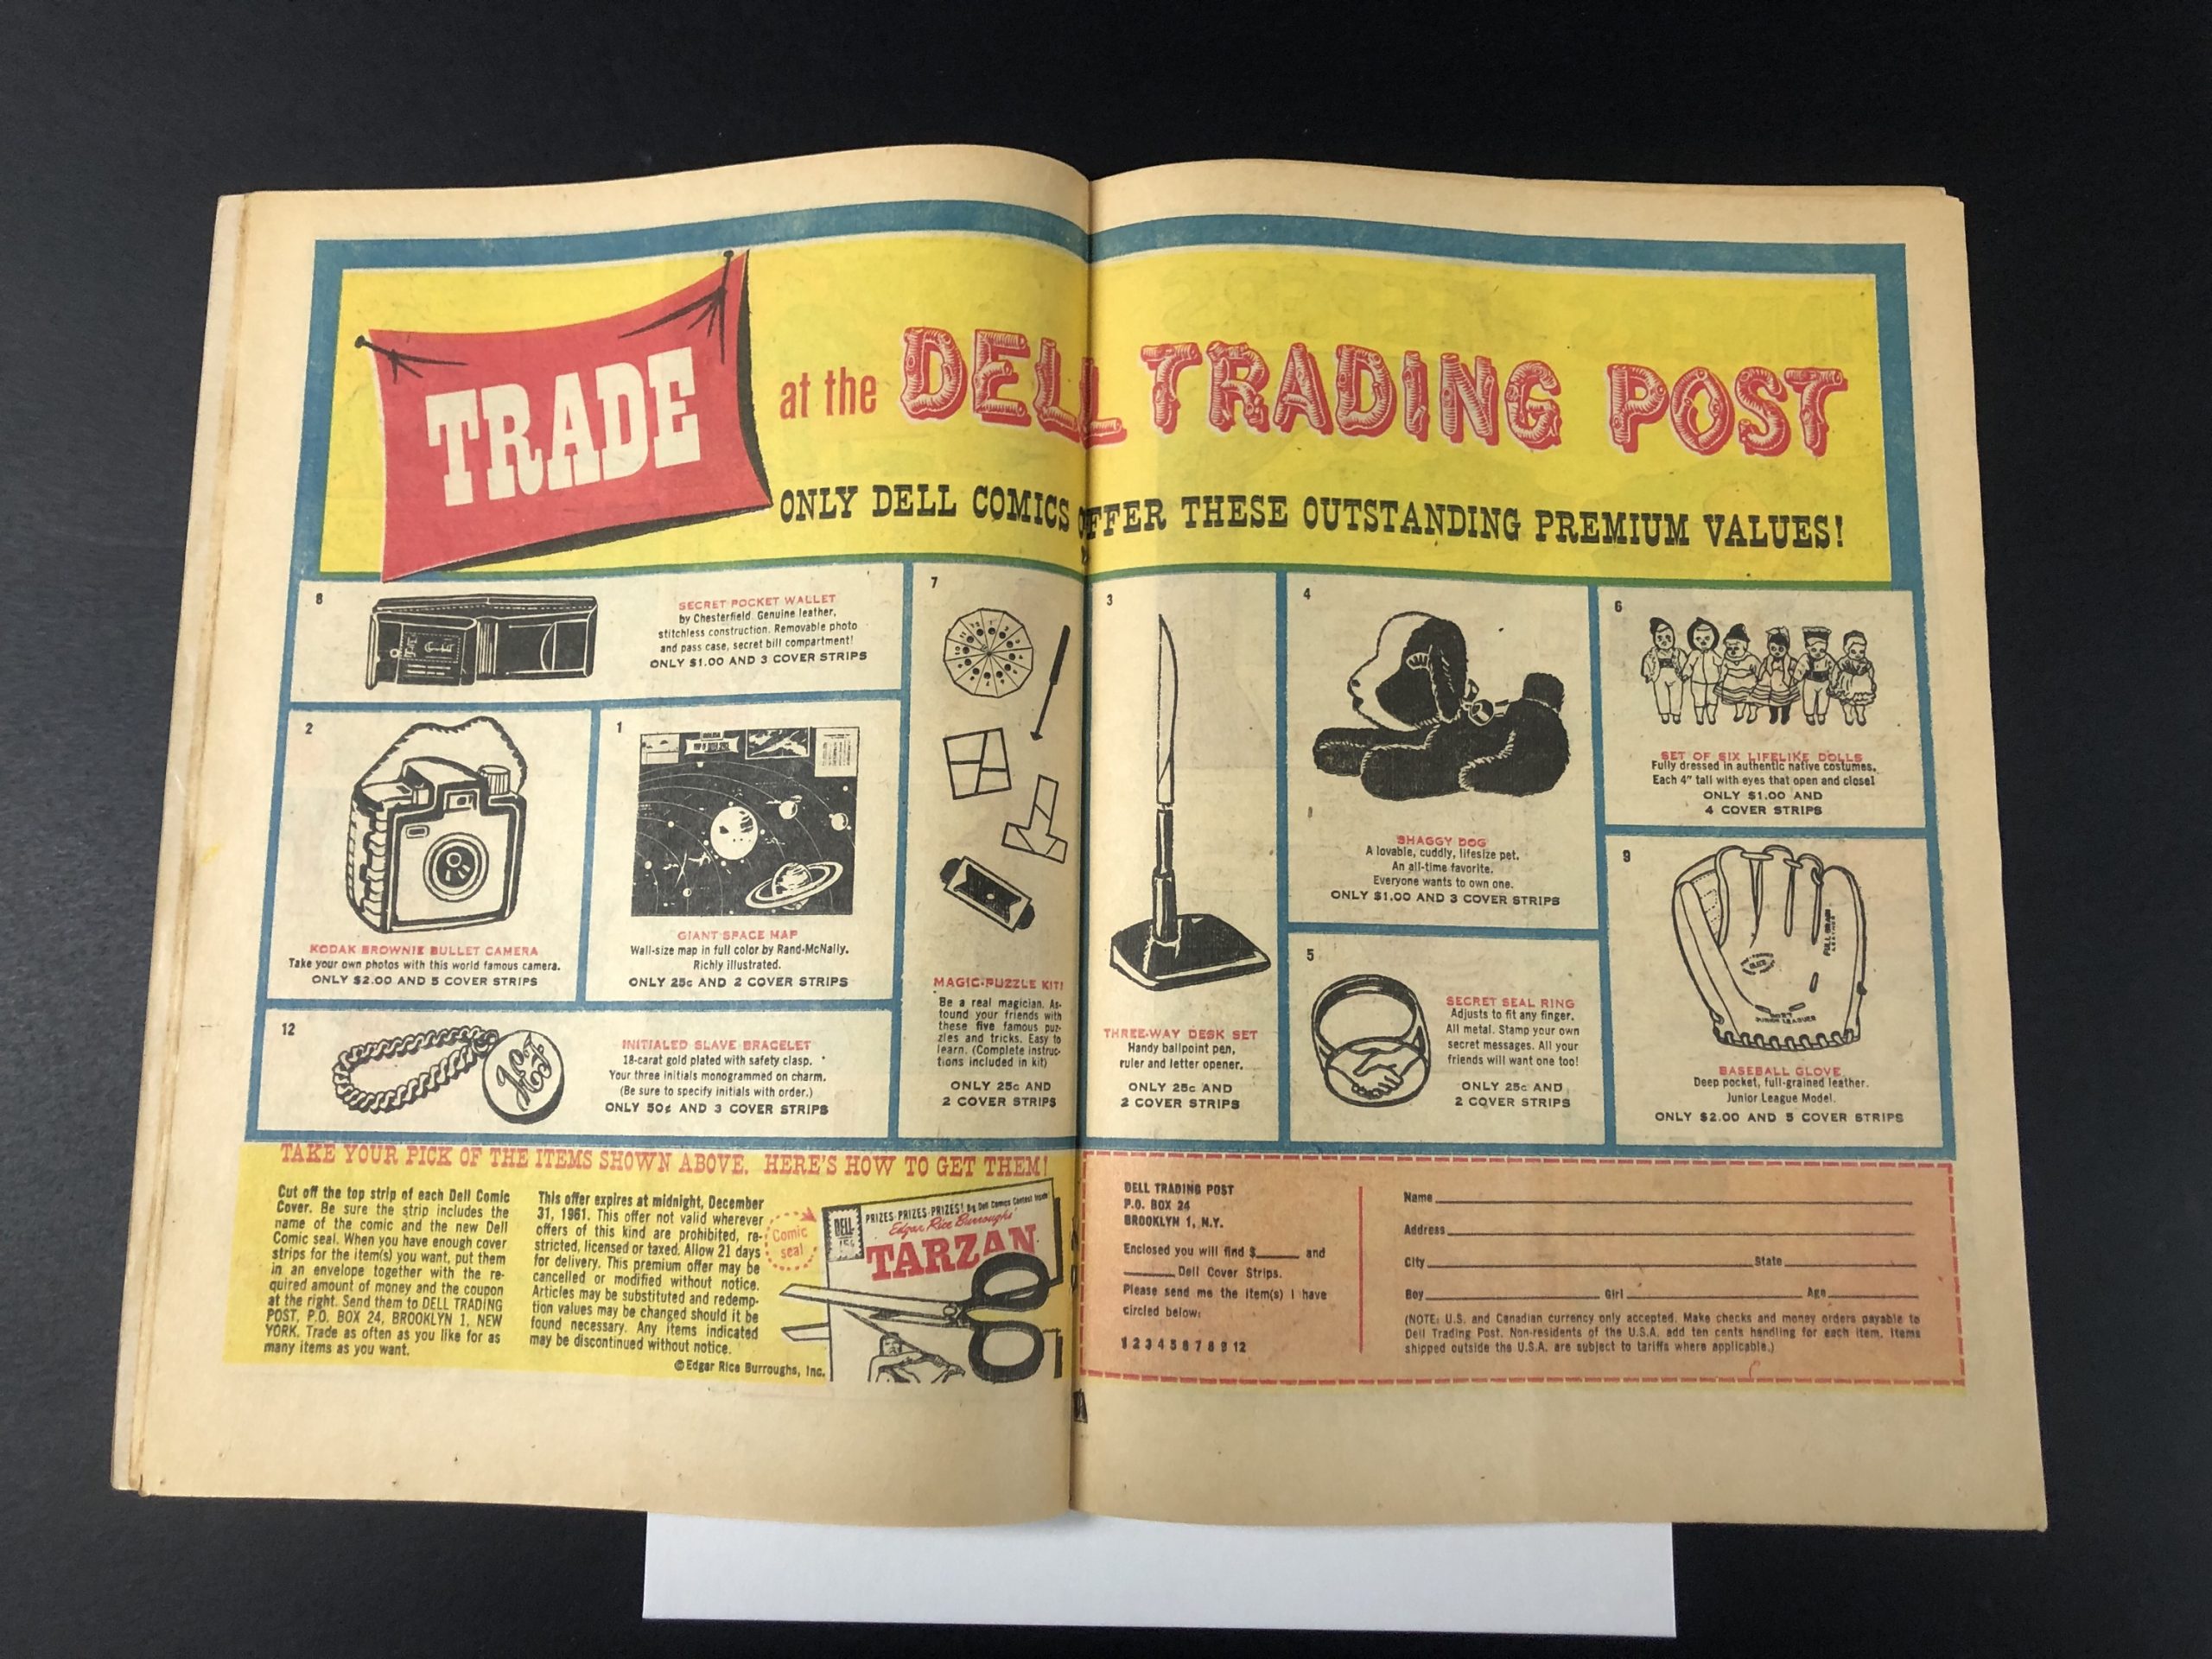 TRADE
at the DELL TRADING POST
ONLY DELL COMICS OFFER THESE OUTSTANDING PREMIUM VALUES!
8
SECRET POCKET WALLET
by Chesterfield. Genuine leather,
stitchless construction. Removable photo
and pass case, secret bill compartment!
ONLY $1.00 AND 3 COVER STRIPS
2
KODAK BROWNIE BULLET CAMERA
Take your own photos with this world famous camera.
ONLY $2.00 AND 5 COVER STRIPS
1
GIANT SPACE MAP
Wall-size map in full color by Rand-McNally.
Richly illustrated.
ONLY 25c AND 2 COVER STRIPS
12
INITIALED SLAVE BRACELET
18-carat gold plated with safety clasp.
Your three initials monogrammed on charm.
(Be sure to specify initials with order.)
ONLY 50¢ AND 3 COVER STRIPS
7
MAGIC-PUZZLE KIT!
Be a real magician. As-
tound your friends with
these five famous puz-
zles and tricks. Easy to
learn. (Complete instruc-
tions included in kit)
ONLY 25c AND
2 COVER STRIPS
3
THREE-WAY DESK SET
Handy ballpoint pen,
ruler and letter opener.
ONLY 25c AND
2 COVER STRIPS
4
SHAGGY DOG
A lovable, cuddly, lifesize pet.
An all-time favorite.
Everyone wants to own one.
ONLY $1.00 AND 3 COVER STRIPS
5
SECRET SEAL RING
Adjusts to fit any finger.
All metal. Stamp your own
secret messages. All your
friends will want one too!
ONLY 25c AND
2 COVER STRIPS
6
SET OF SIX LIFELIKE DOLLS
Fully dressed in authentic native costumes.
Each 4" tall with eyes that open and close!
ONLY $1.00 AND
4 COVER STRIPS
9
FULL GRAIN
LEATHER
JUNIOR LEAGUER
BASEBALL GLOVE
Deep pocket, full-grained leather.
Junior League Model.
ONLY $2.00 AND 5 COVER STRIPS
TAKE YOUR PICK OF THE ITEMS SHOWN ABOVE. HERE'S HOW TO GET THEM!
Cut off the top strip of each Dell Comic
Cover. Be sure the strip includes the
name of the comic and the new Dell
Comic seal. When you have enough cover
strips for the item(s) you want, put them
in an envelope together with the re-
quired amount of money and the coupon
at the right. Send them to DELL TRADING
POST, P.O. BOX 24, BROOKLYN 1, NEW
YORK. Trade as often as you like for as
many items as you want.
This offer expires at midnight, December
31, 1961. This offer not valid wherever
offers of this kind are prohibited, re-
stricted, licensed or taxed. Allow 21 days
for delivery. This premium offer may be
cancelled or modified without notice.
Articles may be substituted and redemp-
tion values may be changed should it be
found necessary. Any items indicated
may be discontinued without notice.
©Edgar Rice Burroughs, Inc.
Comic
seal
DELL
15¢
PRIZES·PRIZES·PRIZES! Big Dell Comics Contest Inside
Edgar Rice Burroughs'
TARZAN
DELL TRADING POST
P.O. BOX 24
BROOKLYN 1, N.Y.
Enclosed you will find $ and
Dell Cover Strips.
Please send me the item(s) I have
circled below:
1 2 3 4 5 6 7 8 9 12
Name
Address
City State
Boy Girl Age
(NOTE: U.S. and Canadian currency only accepted. Make checks and money orders payable to
Dell Trading Post. Non-residents of the U.S.A. add ten cents handling for each item. Items
shipped outside the U.S.A. are subject to tariffs where applicable.)